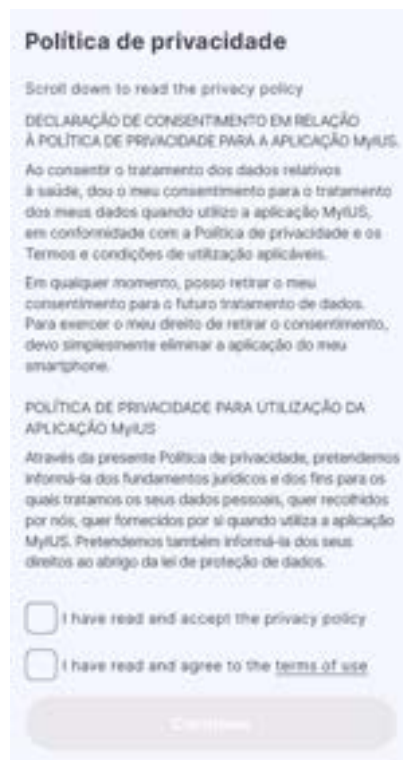 Política de privacidade
Scroll down to read the privacy policy
DECLARAÇÃO DE CONSENTIMENTO EM RELAÇÃO
À POLÍTICA DE PRIVACIDADE PARA A APLICAÇÃO MyIUS.
Ao consentir o tratamento dos dados relativos
à saúde, dou o meu consentimento para o tratamento
dos meus dados quando utilizo a aplicação MyIUS,
em conformidade com a Política de privacidade e os
Termos e condições de utilização aplicáveis.
Em qualquer momento, posso retirar o meu
consentimento para o futuro tratamento de dados.
Para exercer o meu direito de retirar o consentimento,
devo simplesmente eliminar a aplicação do meu
smartphone.
POLÍTICA DE PRIVACIDADE PARA UTILIZAÇÃO DA
APLICAÇÃO MyIUS
Através da presente Política de privacidade, pretendemos
informá-la dos fundamentos jurídicos e dos fins para os
quais tratamos os seus dados pessoais, quer recolhidos
por nós, quer fornecidos por si quando utiliza a aplicação
MyIUS. Pretendemos também informá-la dos seus
direitos ao abrigo da lei de proteção de dados.
I have read and accept the privacy policy
I have read and agree to the terms of use
Continue